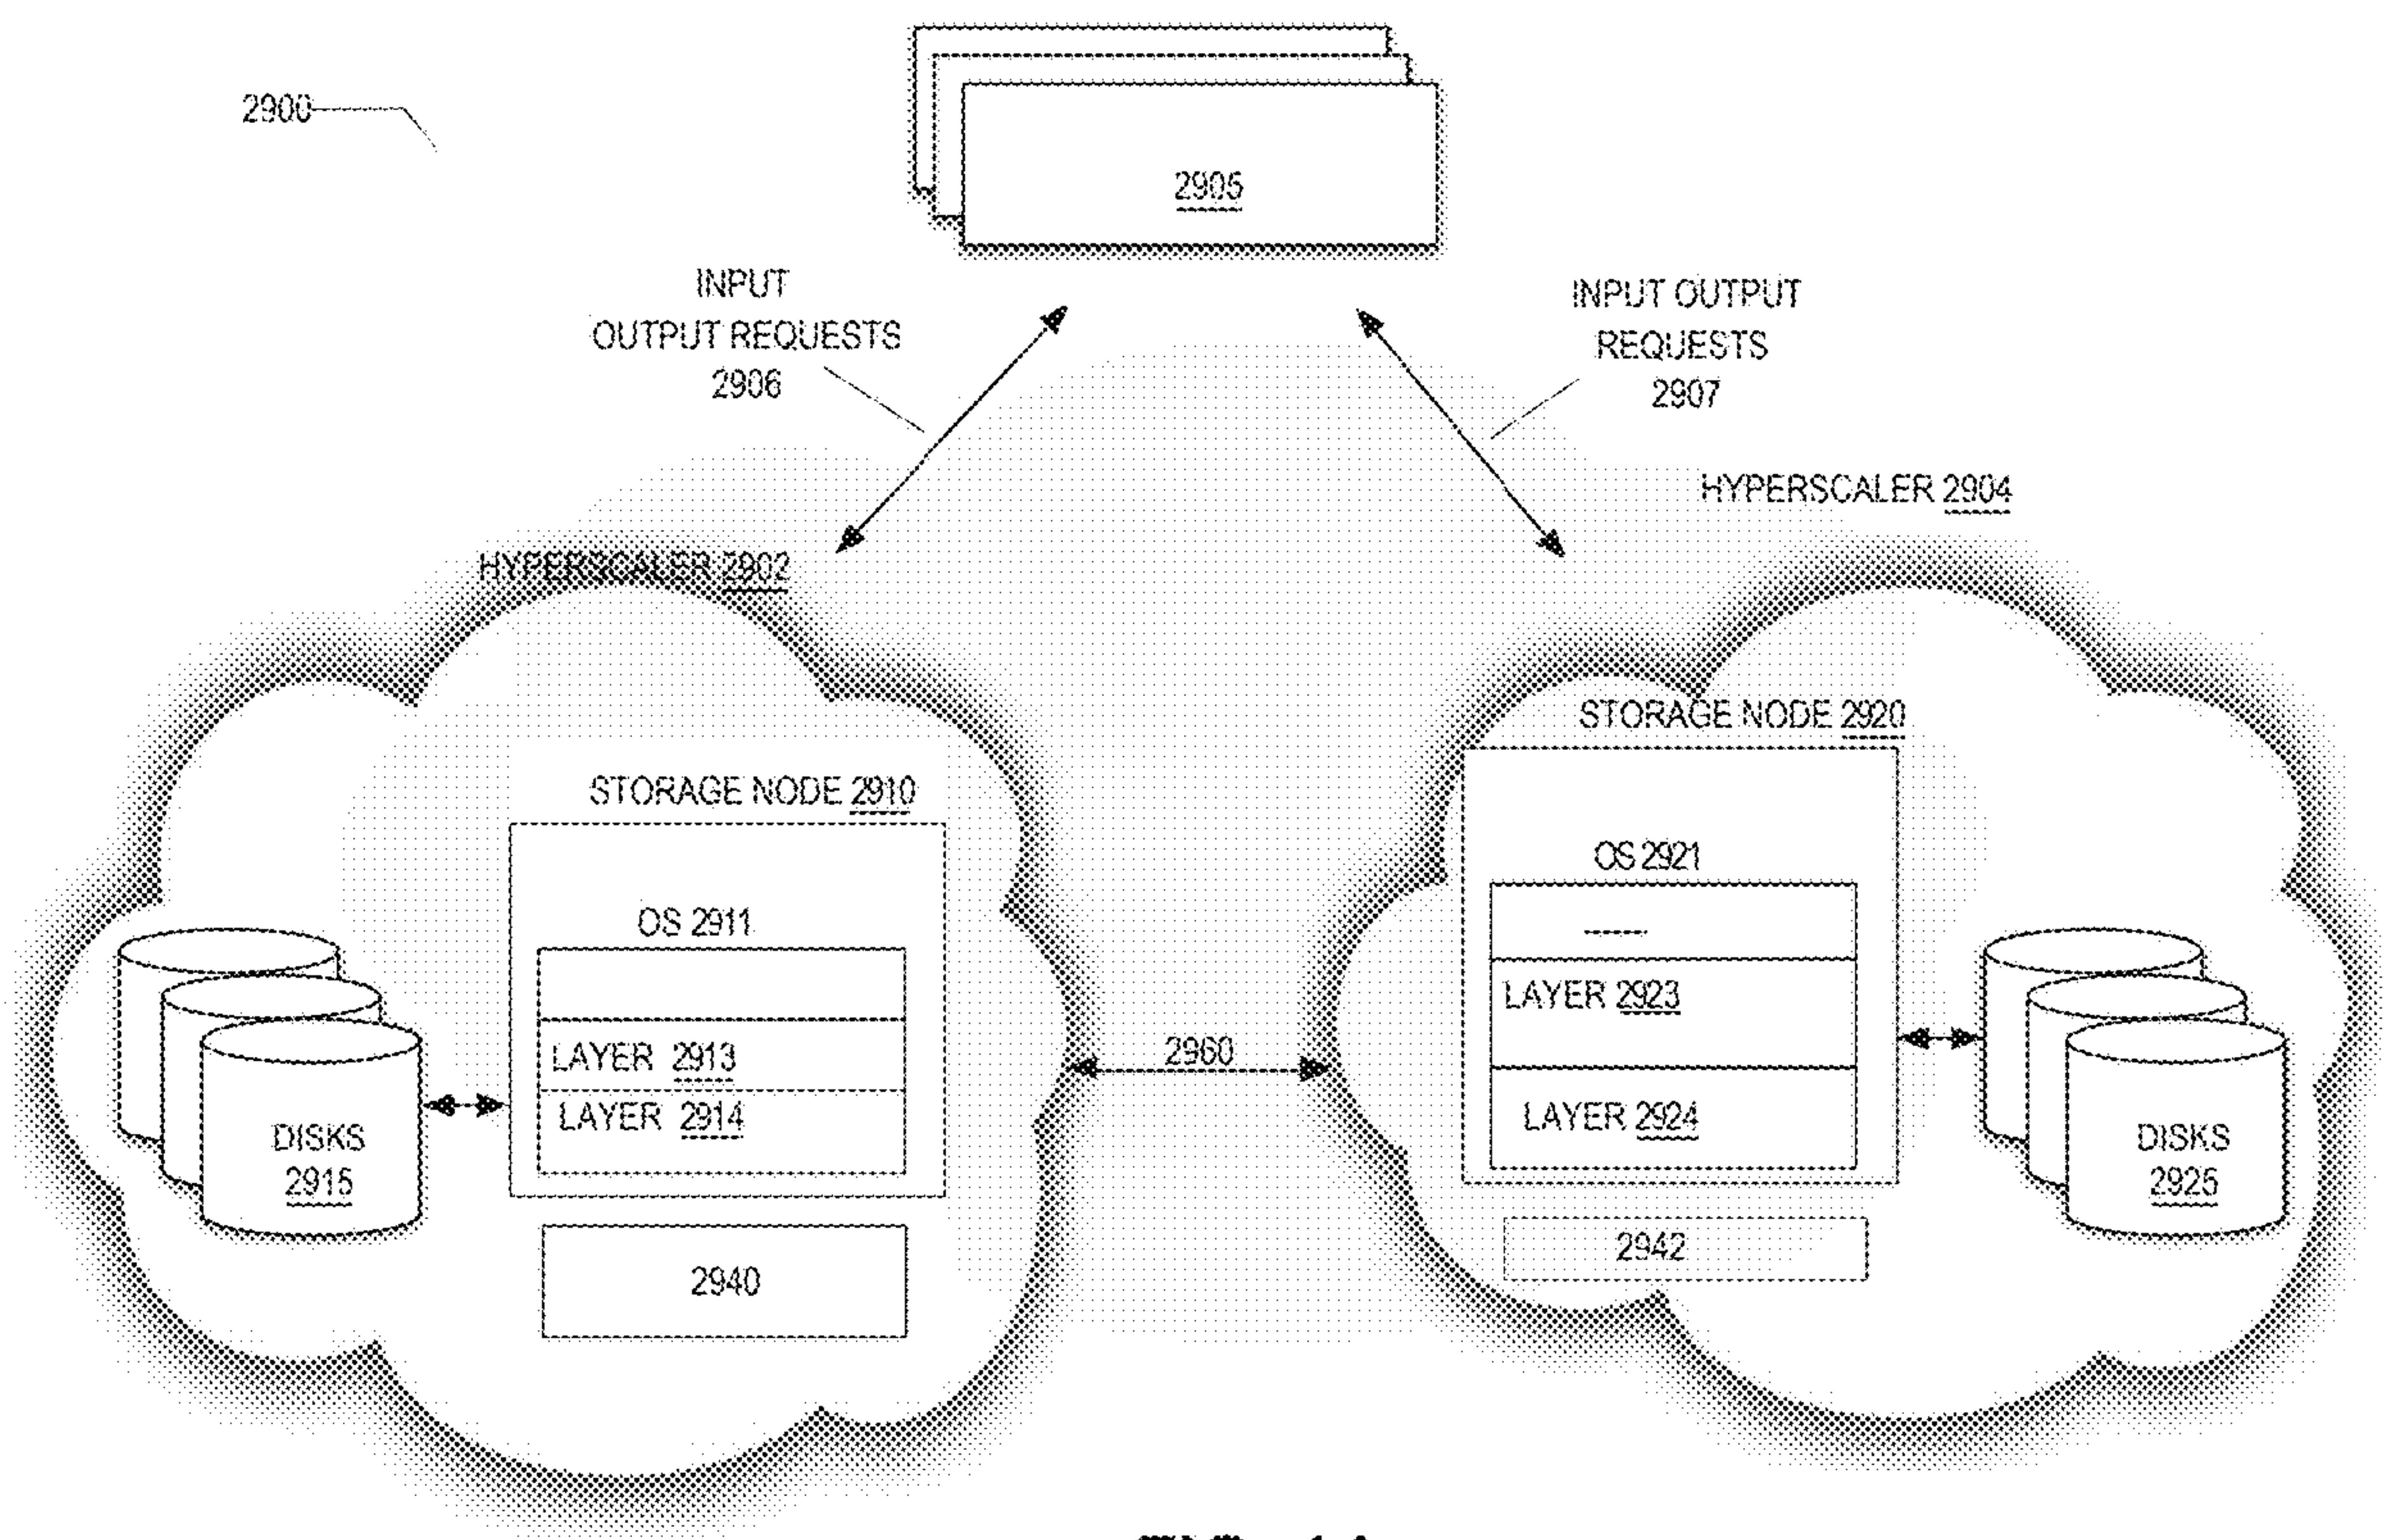 2900
2905
INPUT
OUTPUT REQUESTS
2906
INPUT OUTPUT
REQUESTS
2907
HYPERSCALER 2904
HYPERSCALER 2902
STORAGE NODE 2920
STORAGE NODE 2910
OS 2921
OS 2911
LAYER 2923
LAYER 2913
2960
LAYER 2914
LAYER 2924
DISKS
2915
DISKS
2925
2940
2942